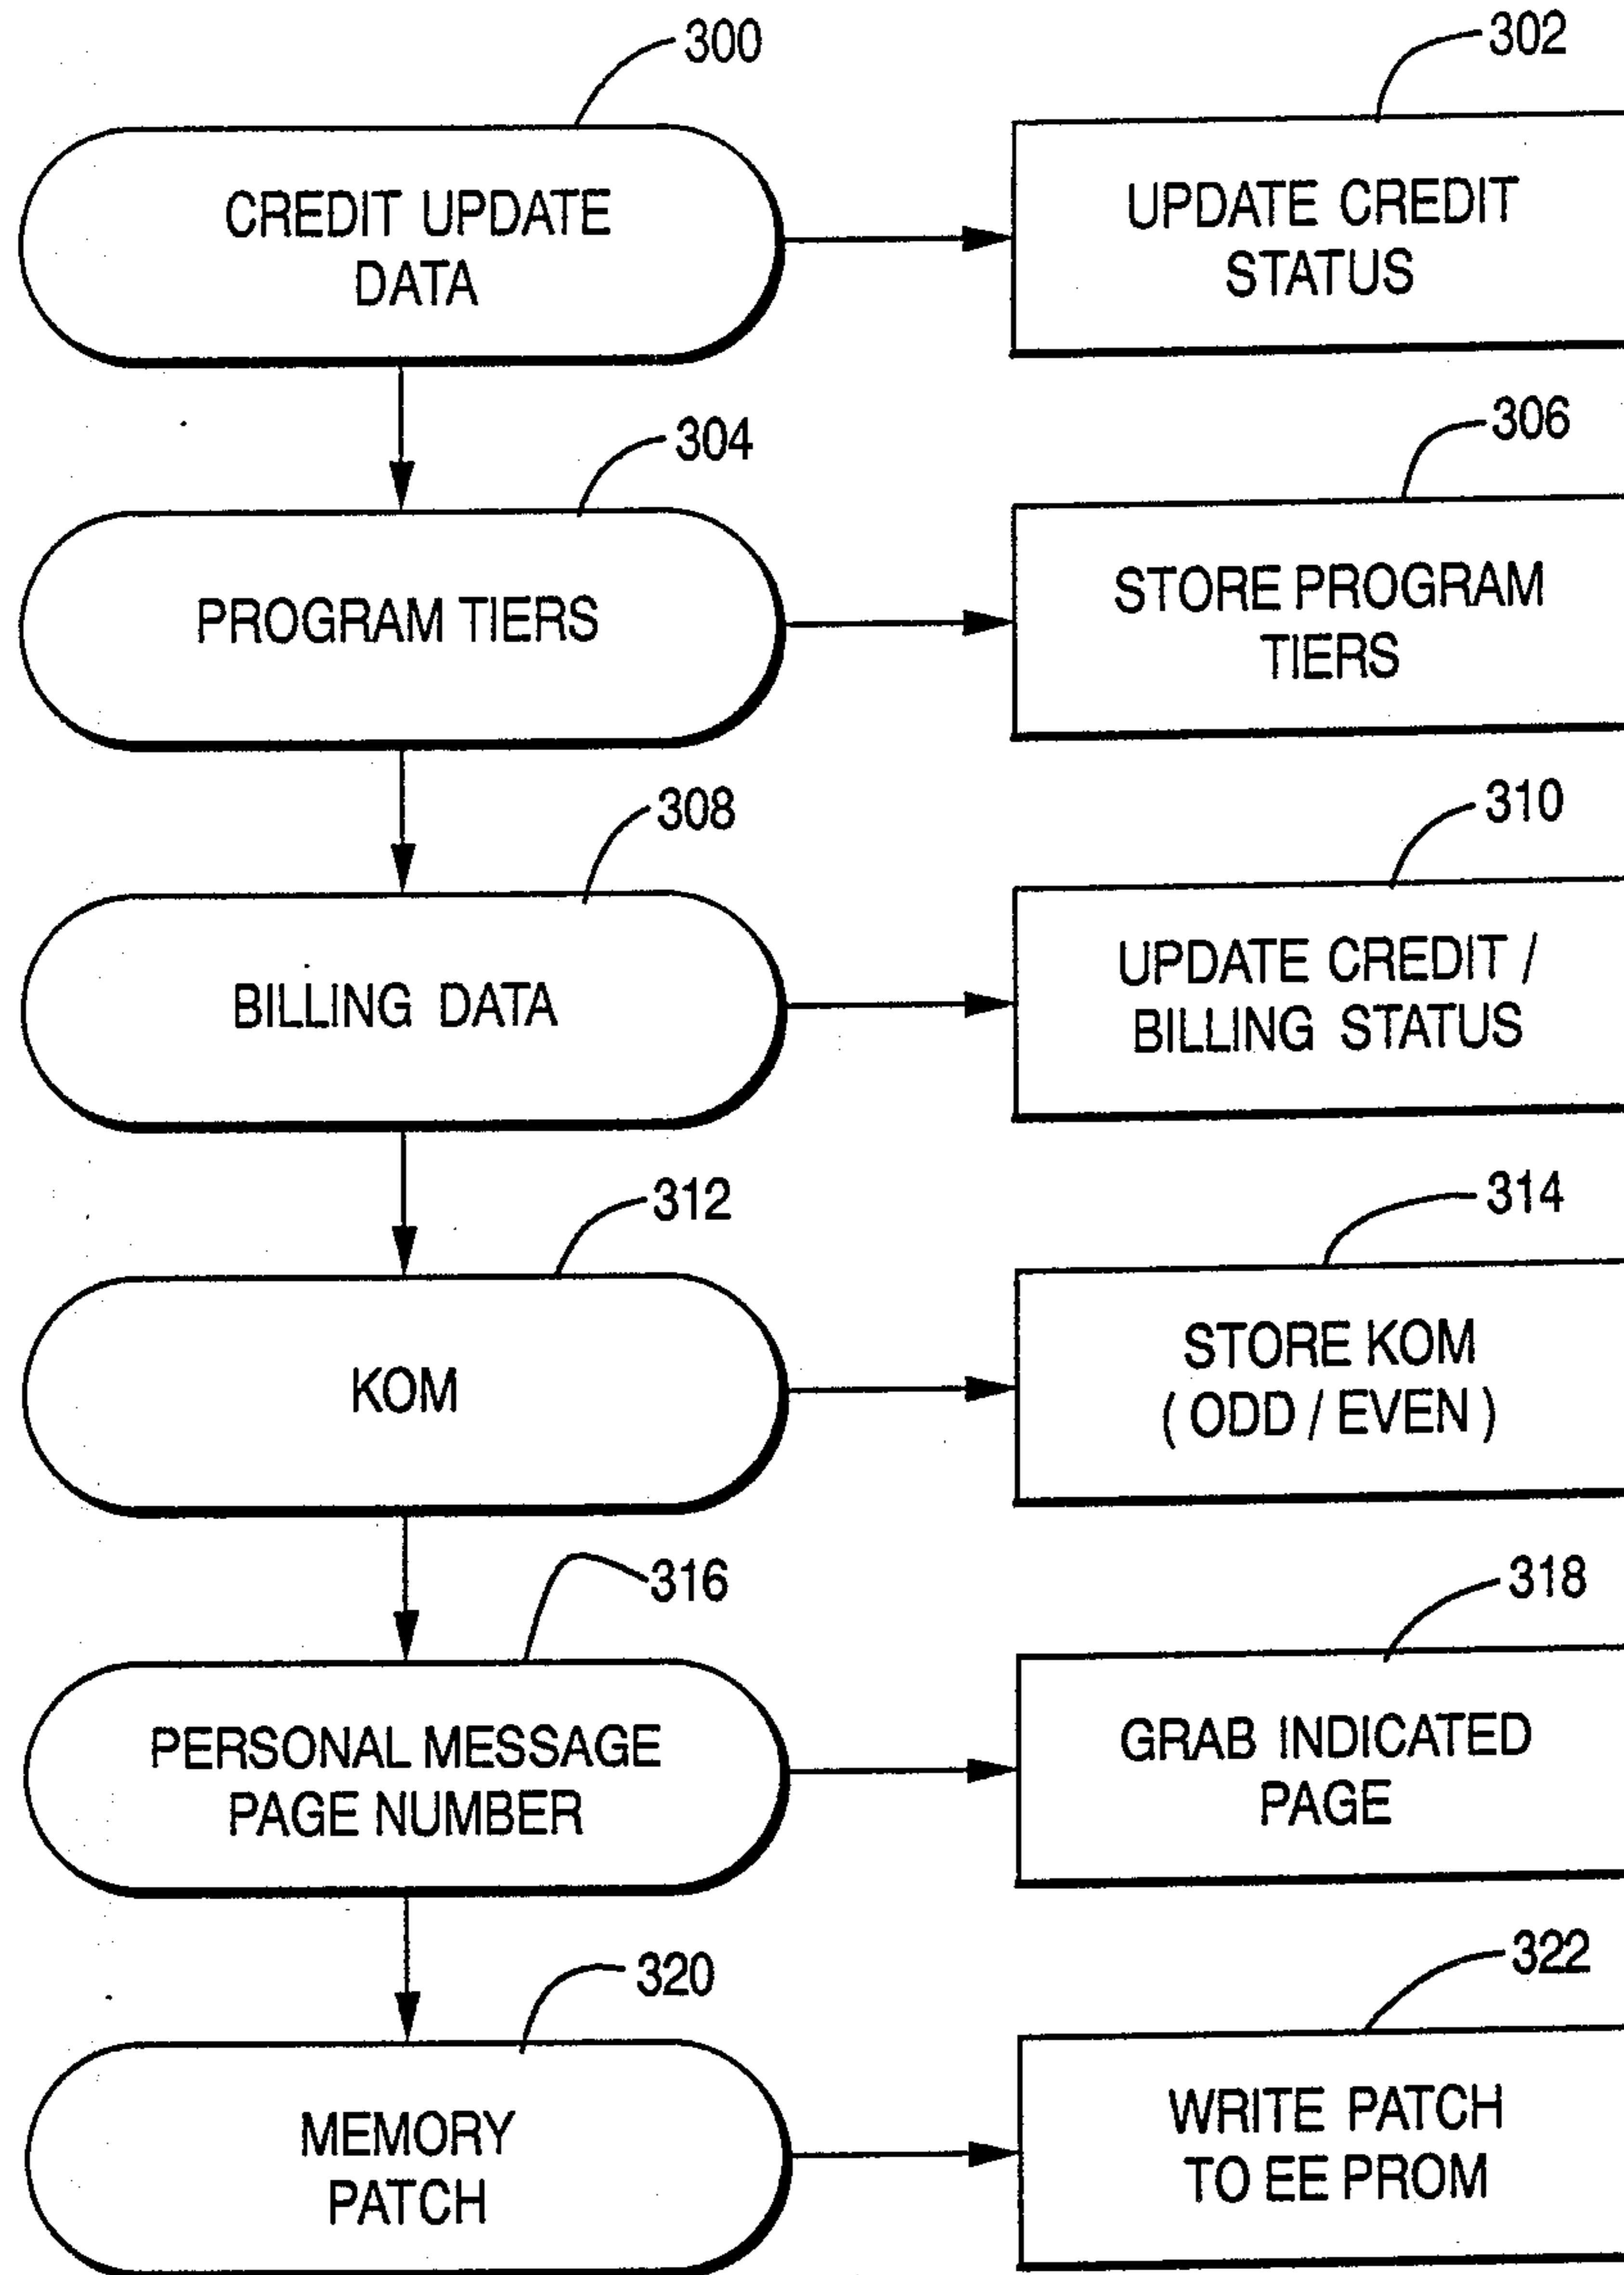 300
302
CREDIT UPDATE
DATA
UPDATE CREDIT
STATUS
304
306
PROGRAM TIERS
STORE PROGRAM
TIERS
308
310
BILLING DATA
UPDATE CREDIT /
BILLING STATUS
312
314
KOM
STORE KOM
( ODD / EVEN )
316
318
PERSONAL MESSAGE
PAGE NUMBER
GRAB INDICATED
PAGE
320
322
MEMORY
PATCH
WRITE PATCH
TO EE PROM